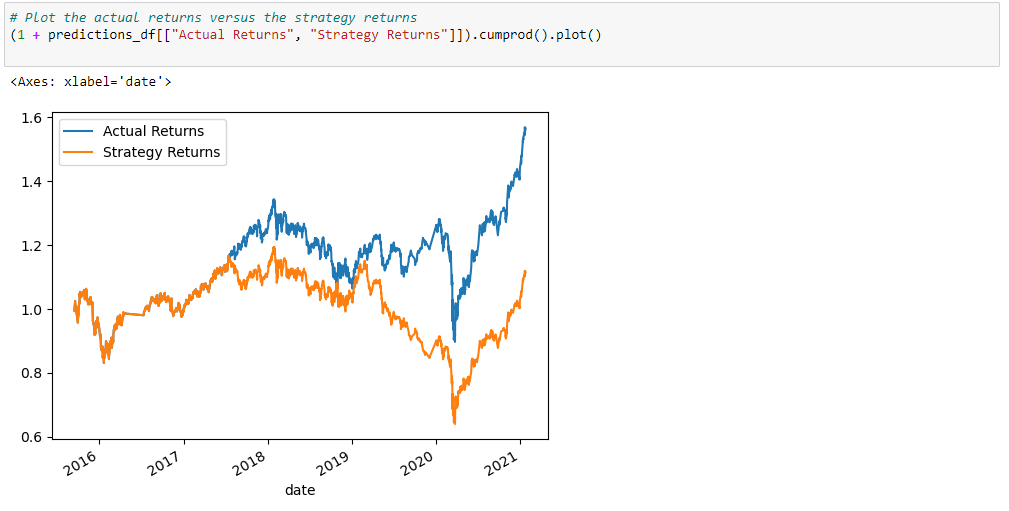 # Plot the actual returns versus the strategy returns
(1 + predictions_df[["Actual Returns", "Strategy Returns"]]).cumprod().plot()
<Axes: xlabel='date'>
1.6
Actual Returns
Strategy Returns
1.4
1.2
1.0
0.8
0.6
2016 2017 2018 2019 2020 2021
date